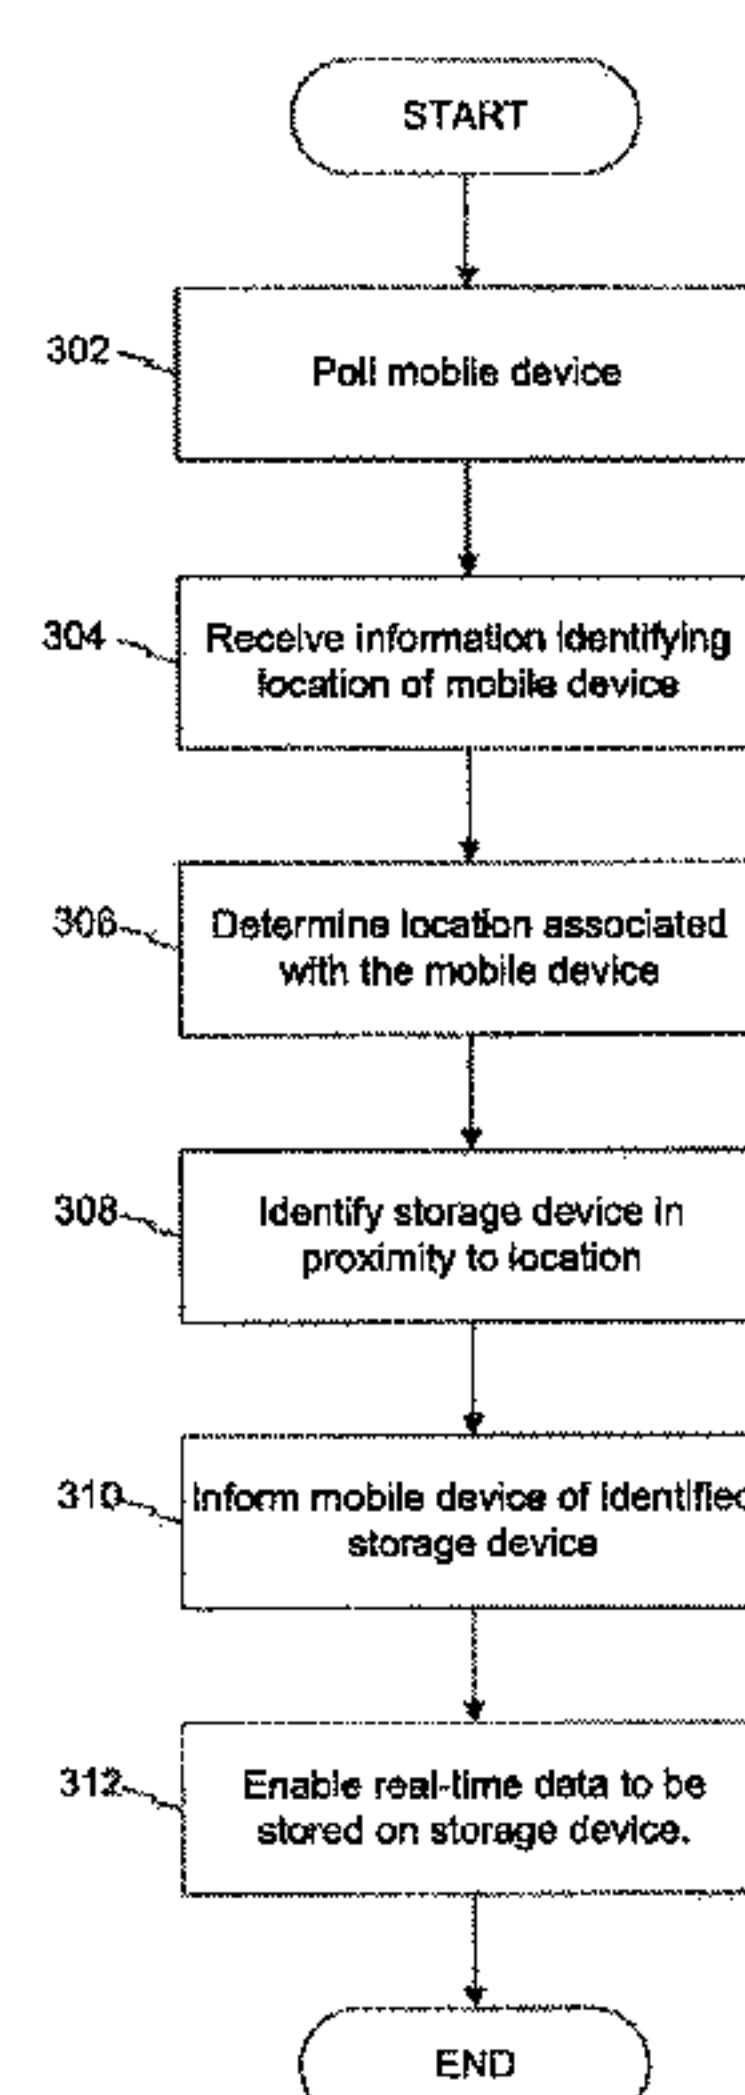 START
302
Poll mobile device
304
Receive information identifying
location of mobile device
306
Determine location associated
with the mobile device
308
Identify storage device in
proximity to location
310
Inform mobile device of identified
storage device
312
Enable real-time data to be
stored on storage device.
END